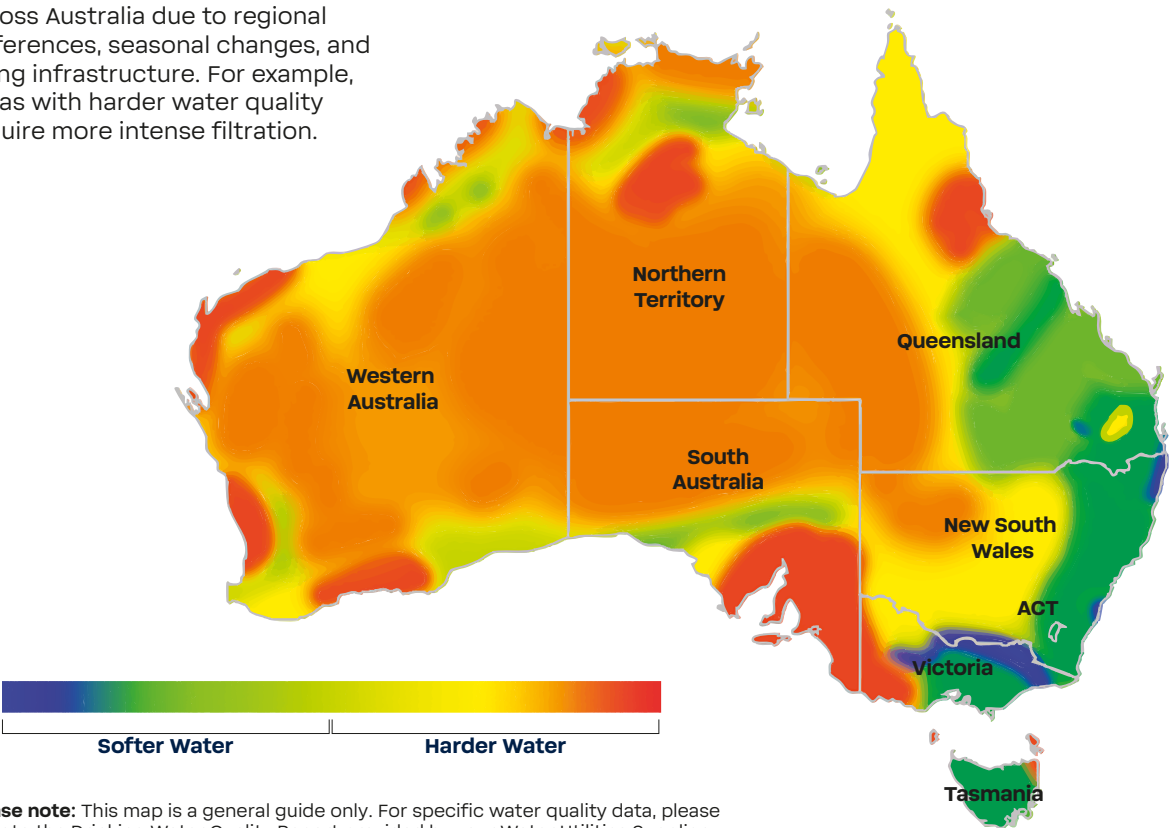 oss Australia due to regional
ferences, seasonal changes, and
ng infrastructure. For example,
as with harder water quality
uire more intense filtration.
Northern
Territory
Queensland
Western
Australia
South
Australia
New South
Wales
ACT
Victoria
Softer Water
Harder Water
Tasmania
ase note: This map is a general guide only. For specific water quality data, please